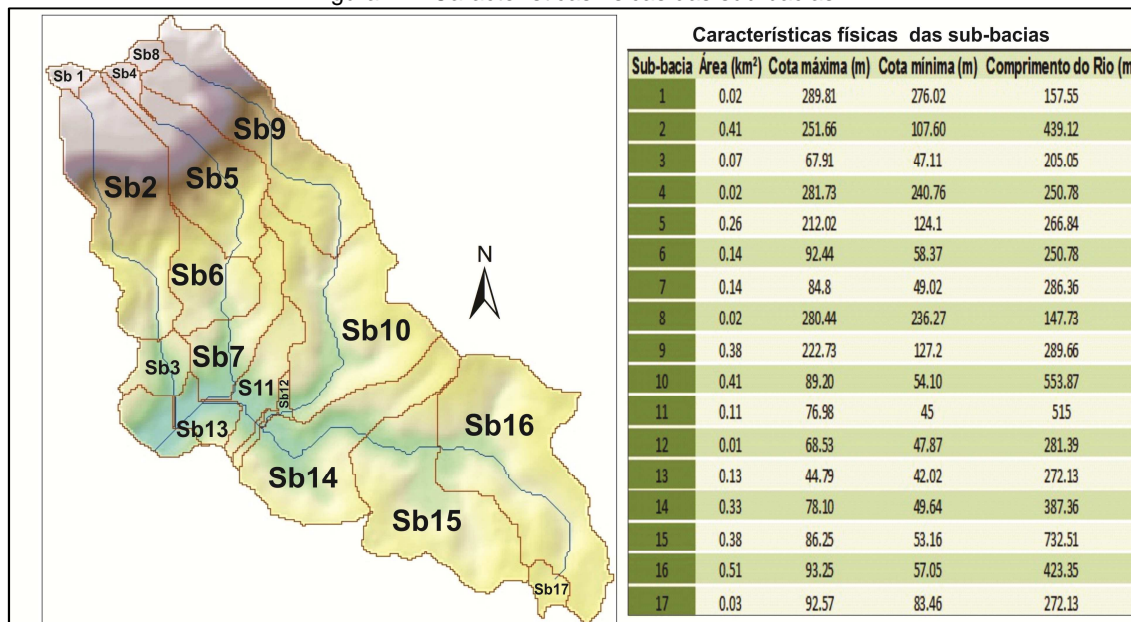 Características físicas das sub-bacias
Sub-bacia Área (km²) Cota máxima (m) Cota mínima (m) Comprimento do Rio (m
1 0.02 289.81 276.02 157.55
2 0.41 251.66 107.60 439.12
3 0.07 67.91 47.11 205.05
4 0.02 281.73 240.76 250.78
5 0.26 212.02 124.1 266.84
6 0.14 92.44 58.37 250.78
7 0.14 84.8 49.02 286.36
8 0.02 280.44 236.27 147.73
9 0.38 222.73 127.2 289.66
10 0.41 89.20 54.10 553.87
11 0.11 76.98 45 515
12 0.01 68.53 47.87 281.39
13 0.13 44.79 42.02 272.13
14 0.33 78.10 49.64 387.36
15 0.38 86.25 53.16 732.51
16 0.51 93.25 57.05 423.35
17 0.03 92.57 83.46 272.13
Sb8
Sb 1
Sb4
Sb9
Sb2
Sb5
N
Sb6
Sb10
Sb3
Sb7
S11
Sb12
Sb13
Sb16
Sb14
Sb15
Sb17